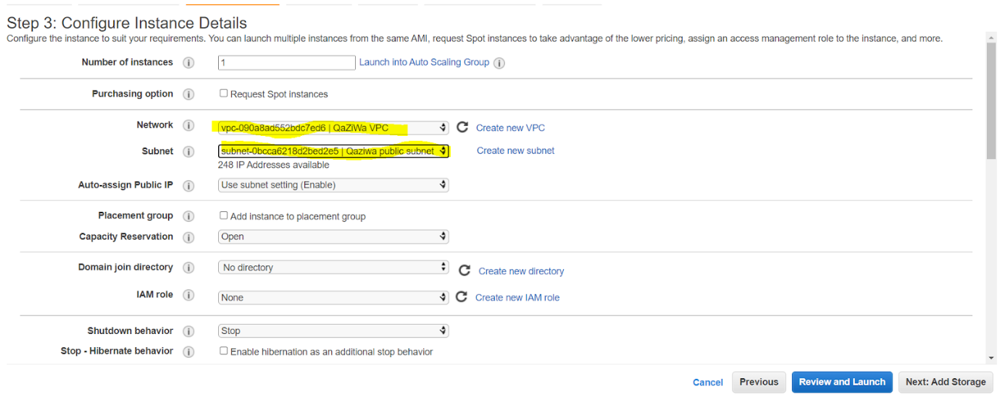 Step 3: Configure Instance Details
Configure the instance to suit your requirements. You can launch multiple instances from the same AMI, request Spot instances to take advantage of the lower pricing, assign an access management role to the instance, and more.
Number of instances 1 Launch into Auto Scaling Group
Purchasing option Request Spot instances
Network vpc-090a8ad552bdc7ed6 | QaZiWa VPC Create new VPC
Subnet subnet-0bcca6218d2bed2e5 | Qaziwa public subnet Create new subnet
248 IP Addresses available
Auto-assign Public IP Use subnet setting (Enable)
Placement group Add instance to placement group
Capacity Reservation Open
Domain join directory No directory Create new directory
IAM role None Create new IAM role
Shutdown behavior Stop
Stop - Hibernate behavior Enable hibernation as an additional stop behavior
Cancel Previous Review and Launch Next: Add Storage